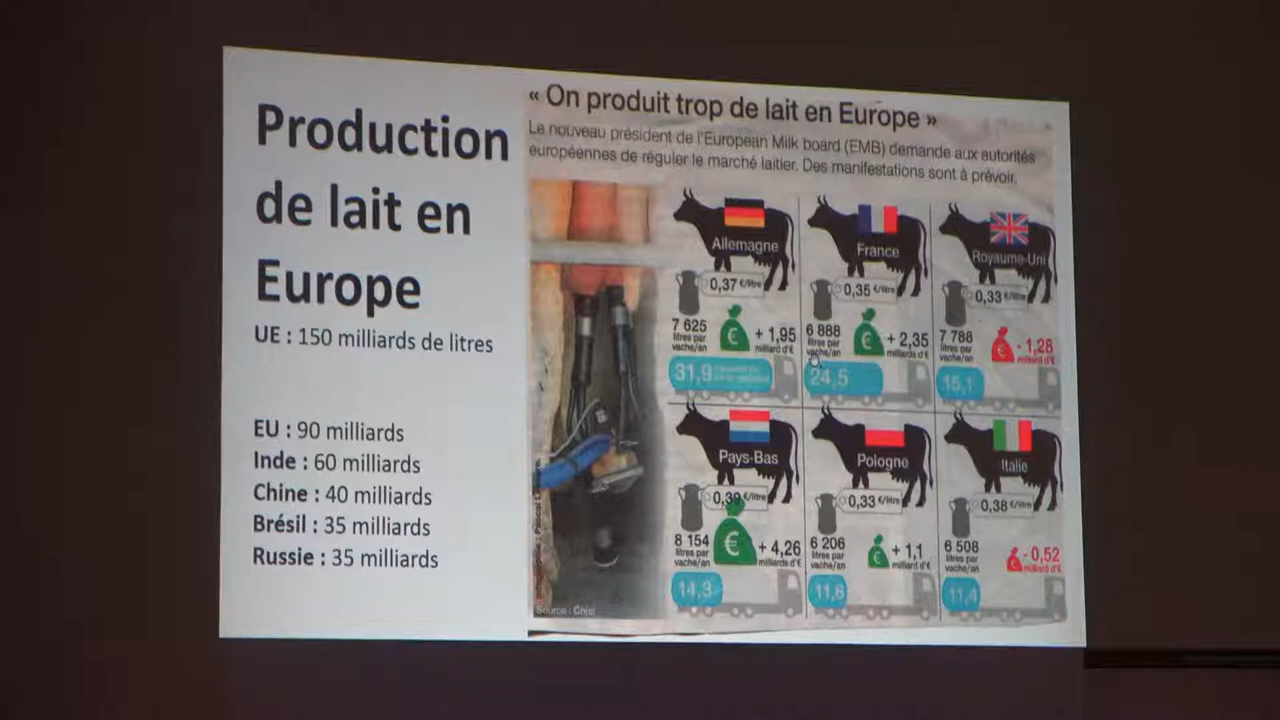 Production
de lait en
Europe
UE : 150 milliards de litres
EU : 90 milliards
Inde : 60 milliards
Chine : 40 milliards
Brésil : 35 milliards
Russie : 35 milliards
« On produit trop de lait en Europe »
Le nouveau président de l'European Milk board (EMB) demande aux autorités
européennes de réguler le marché laitier. Des manifestations sont à prévoir.
Allemagne
0,37 €/litre
7 625
litres par
vache/an
+ 1,95
milliard d'€
31,9
France
0,35 €/litre
6 888
litres par
vache/an
+ 2,35
milliards d'€
24,5
Royaume-Uni
0,33 €/litre
7 788
litres par
vache/an
- 1,28
milliard d'€
15,1
Pays-Bas
0,39 €/litre
8 154
litres par
vache/an
+ 4,26
milliards d'€
14,3
Pologne
0,33 €/litre
6 206
litres par
vache/an
+ 1,1
milliard d'€
11,6
Italie
0,38 €/litre
6 508
litres par
vache/an
- 0,52
milliard d'€
11,4
Source : Cniel